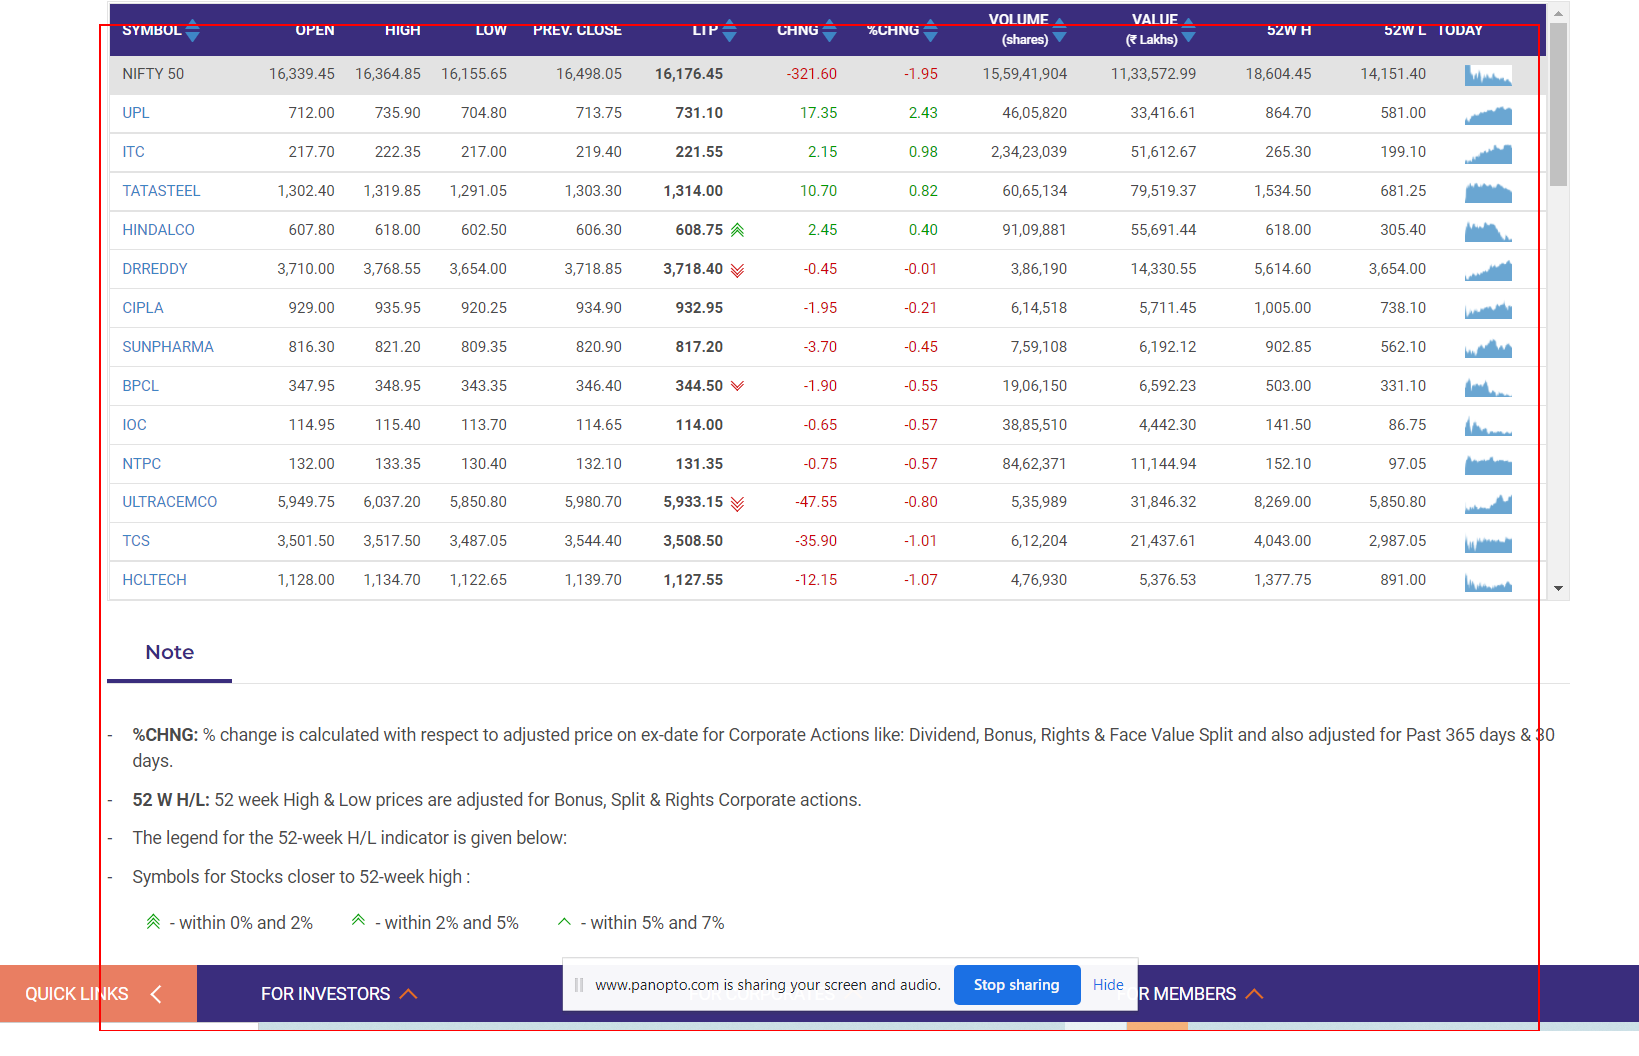 SYMBOL OPEN HIGH LOW PREV. CLOSE LTP CHNG %CHNG VOLUME (shares) VALUE (₹ Lakhs) 52W H 52W L TODAY
NIFTY 50 16,339.45 16,364.85 16,155.65 16,498.05 16,176.45 -321.60 -1.95 15,59,41,904 11,33,572.99 18,604.45 14,151.40
UPL 712.00 735.90 704.80 713.75 731.10 17.35 2.43 46,05,820 33,416.61 864.70 581.00
ITC 217.70 222.35 217.00 219.40 221.55 2.15 0.98 2,34,23,039 51,612.67 265.30 199.10
TATASTEEL 1,302.40 1,319.85 1,291.05 1,303.30 1,314.00 10.70 0.82 60,65,134 79,519.37 1,534.50 681.25
HINDALCO 607.80 618.00 602.50 606.30 608.75 2.45 0.40 91,09,881 55,691.44 618.00 305.40
DRREDDY 3,710.00 3,768.55 3,654.00 3,718.85 3,718.40 -0.45 -0.01 3,86,190 14,330.55 5,614.60 3,654.00
CIPLA 929.00 935.95 920.25 934.90 932.95 -1.95 -0.21 6,14,518 5,711.45 1,005.00 738.10
SUNPHARMA 816.30 821.20 809.35 820.90 817.20 -3.70 -0.45 7,59,108 6,192.12 902.85 562.10
BPCL 347.95 348.95 343.35 346.40 344.50 -1.90 -0.55 19,06,150 6,592.23 503.00 331.10
IOC 114.95 115.40 113.70 114.65 114.00 -0.65 -0.57 38,85,510 4,442.30 141.50 86.75
NTPC 132.00 133.35 130.40 132.10 131.35 -0.75 -0.57 84,62,371 11,144.94 152.10 97.05
ULTRACEMCO 5,949.75 6,037.20 5,850.80 5,980.70 5,933.15 -47.55 -0.80 5,35,989 31,846.32 8,269.00 5,850.80
TCS 3,501.50 3,517.50 3,487.05 3,544.40 3,508.50 -35.90 -1.01 6,12,204 21,437.61 4,043.00 2,987.05
HCLTECH 1,128.00 1,134.70 1,122.65 1,139.70 1,127.55 -12.15 -1.07 4,76,930 5,376.53 1,377.75 891.00
Note
- %CHNG: % change is calculated with respect to adjusted price on ex-date for Corporate Actions like: Dividend, Bonus, Rights & Face Value Split and also adjusted for Past 365 days & 30
days.
- 52 W H/L: 52 week High & Low prices are adjusted for Bonus, Split & Rights Corporate actions.
- The legend for the 52-week H/L indicator is given below:
- Symbols for Stocks closer to 52-week high :
- within 0% and 2% - within 2% and 5% - within 5% and 7%
www.panopto.com is sharing your screen and audio. Stop sharing Hide
QUICK LINKS FOR INVESTORS FOR CORPORATES FOR MEMBERS